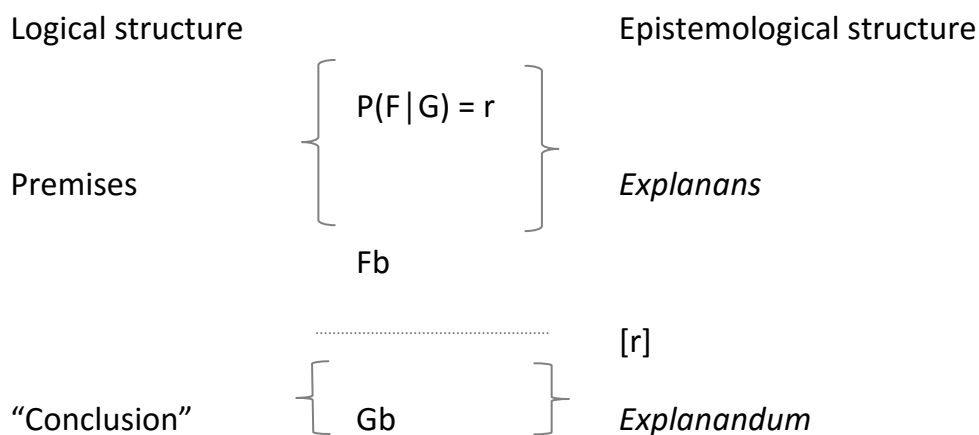 Logical structure Epistemological structure
P(F|G) = r
Premises Explanans
Fb
[r]
“Conclusion” Gb Explanandum